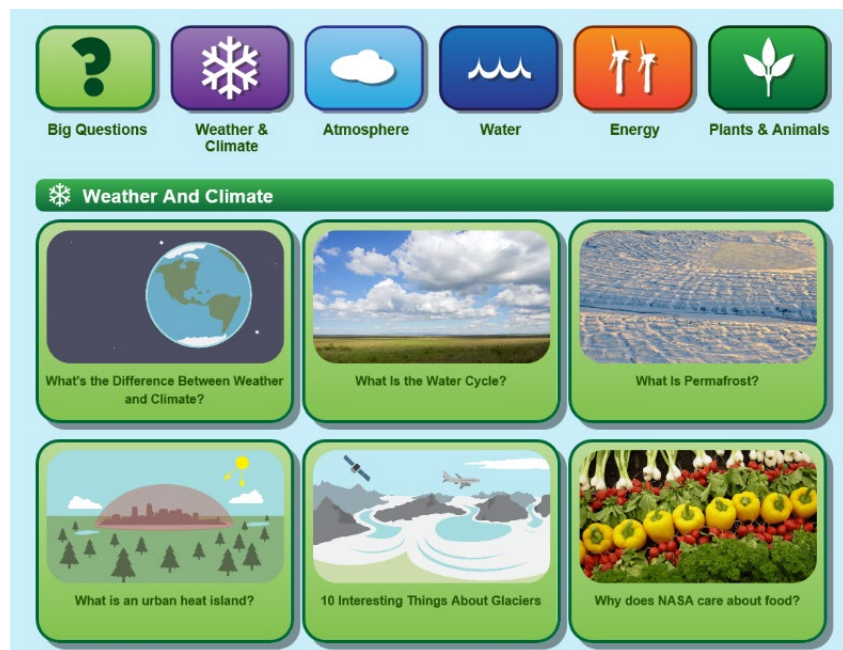 Big Questions
Weather &
Climate
Atmosphere
Water
Energy
Plants & Animals
Weather And Climate
What's the Difference Between Weather
and Climate?
What Is the Water Cycle?
What Is Permafrost?
What is an urban heat island?
10 Interesting Things About Glaciers
Why does NASA care about food?